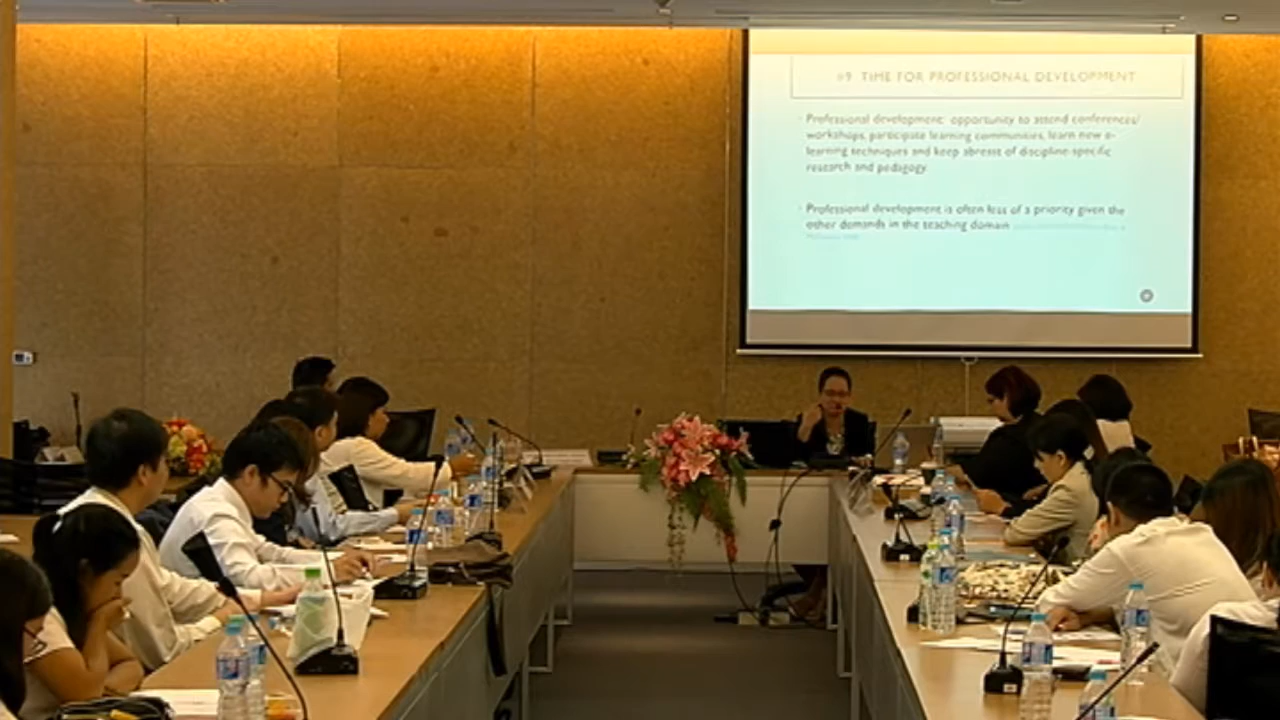 #9 TIME FOR PROFESSIONAL DEVELOPMENT
Professional development: opportunity to attend conferences/
workshops, participate learning communities, learn new e-
learning techniques and keep abreast of discipline-specific
research and pedagogy
Professional development is often less of a priority given the
other demands in the teaching domain